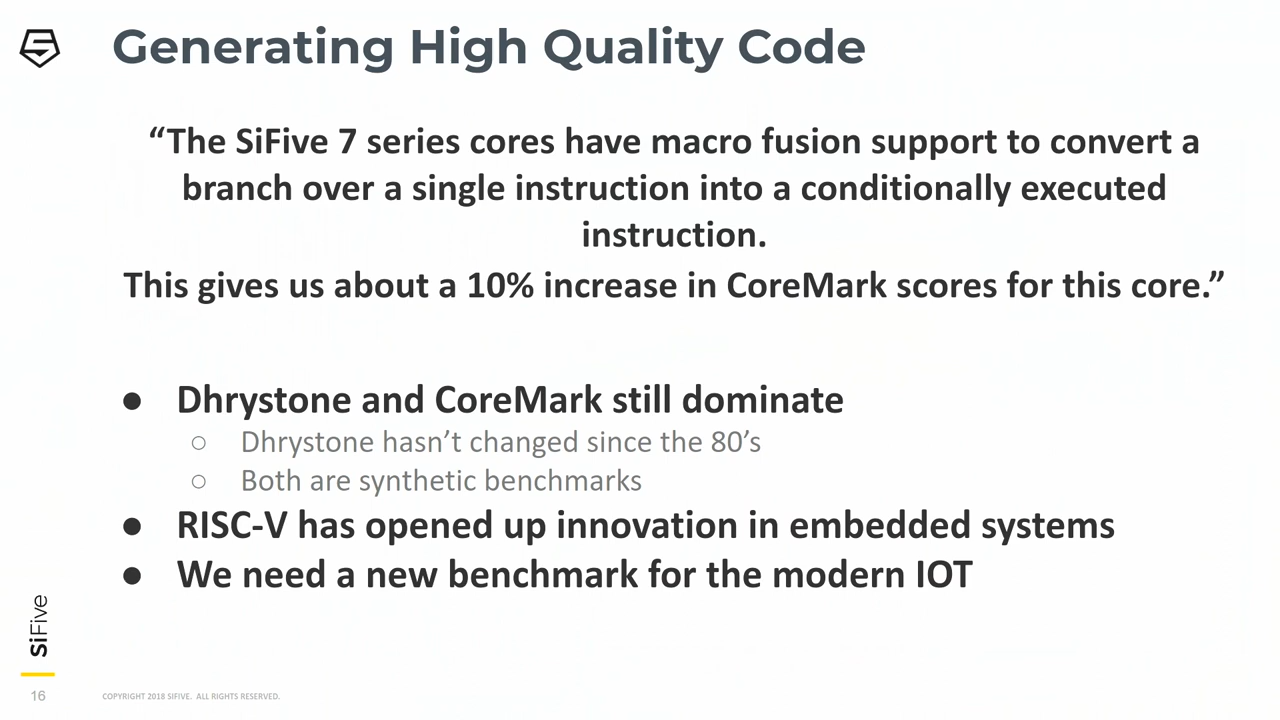 Generating High Quality Code
“The SiFive 7 series cores have macro fusion support to convert a
branch over a single instruction into a conditionally executed
instruction.
This gives us about a 10% increase in CoreMark scores for this core.”
● Dhrystone and CoreMark still dominate
○ Dhrystone hasn’t changed since the 80’s
○ Both are synthetic benchmarks
● RISC-V has opened up innovation in embedded systems
● We need a new benchmark for the modern IOT
SiFive
16
COPYRIGHT 2018 SIFIVE. ALL RIGHTS RESERVED.